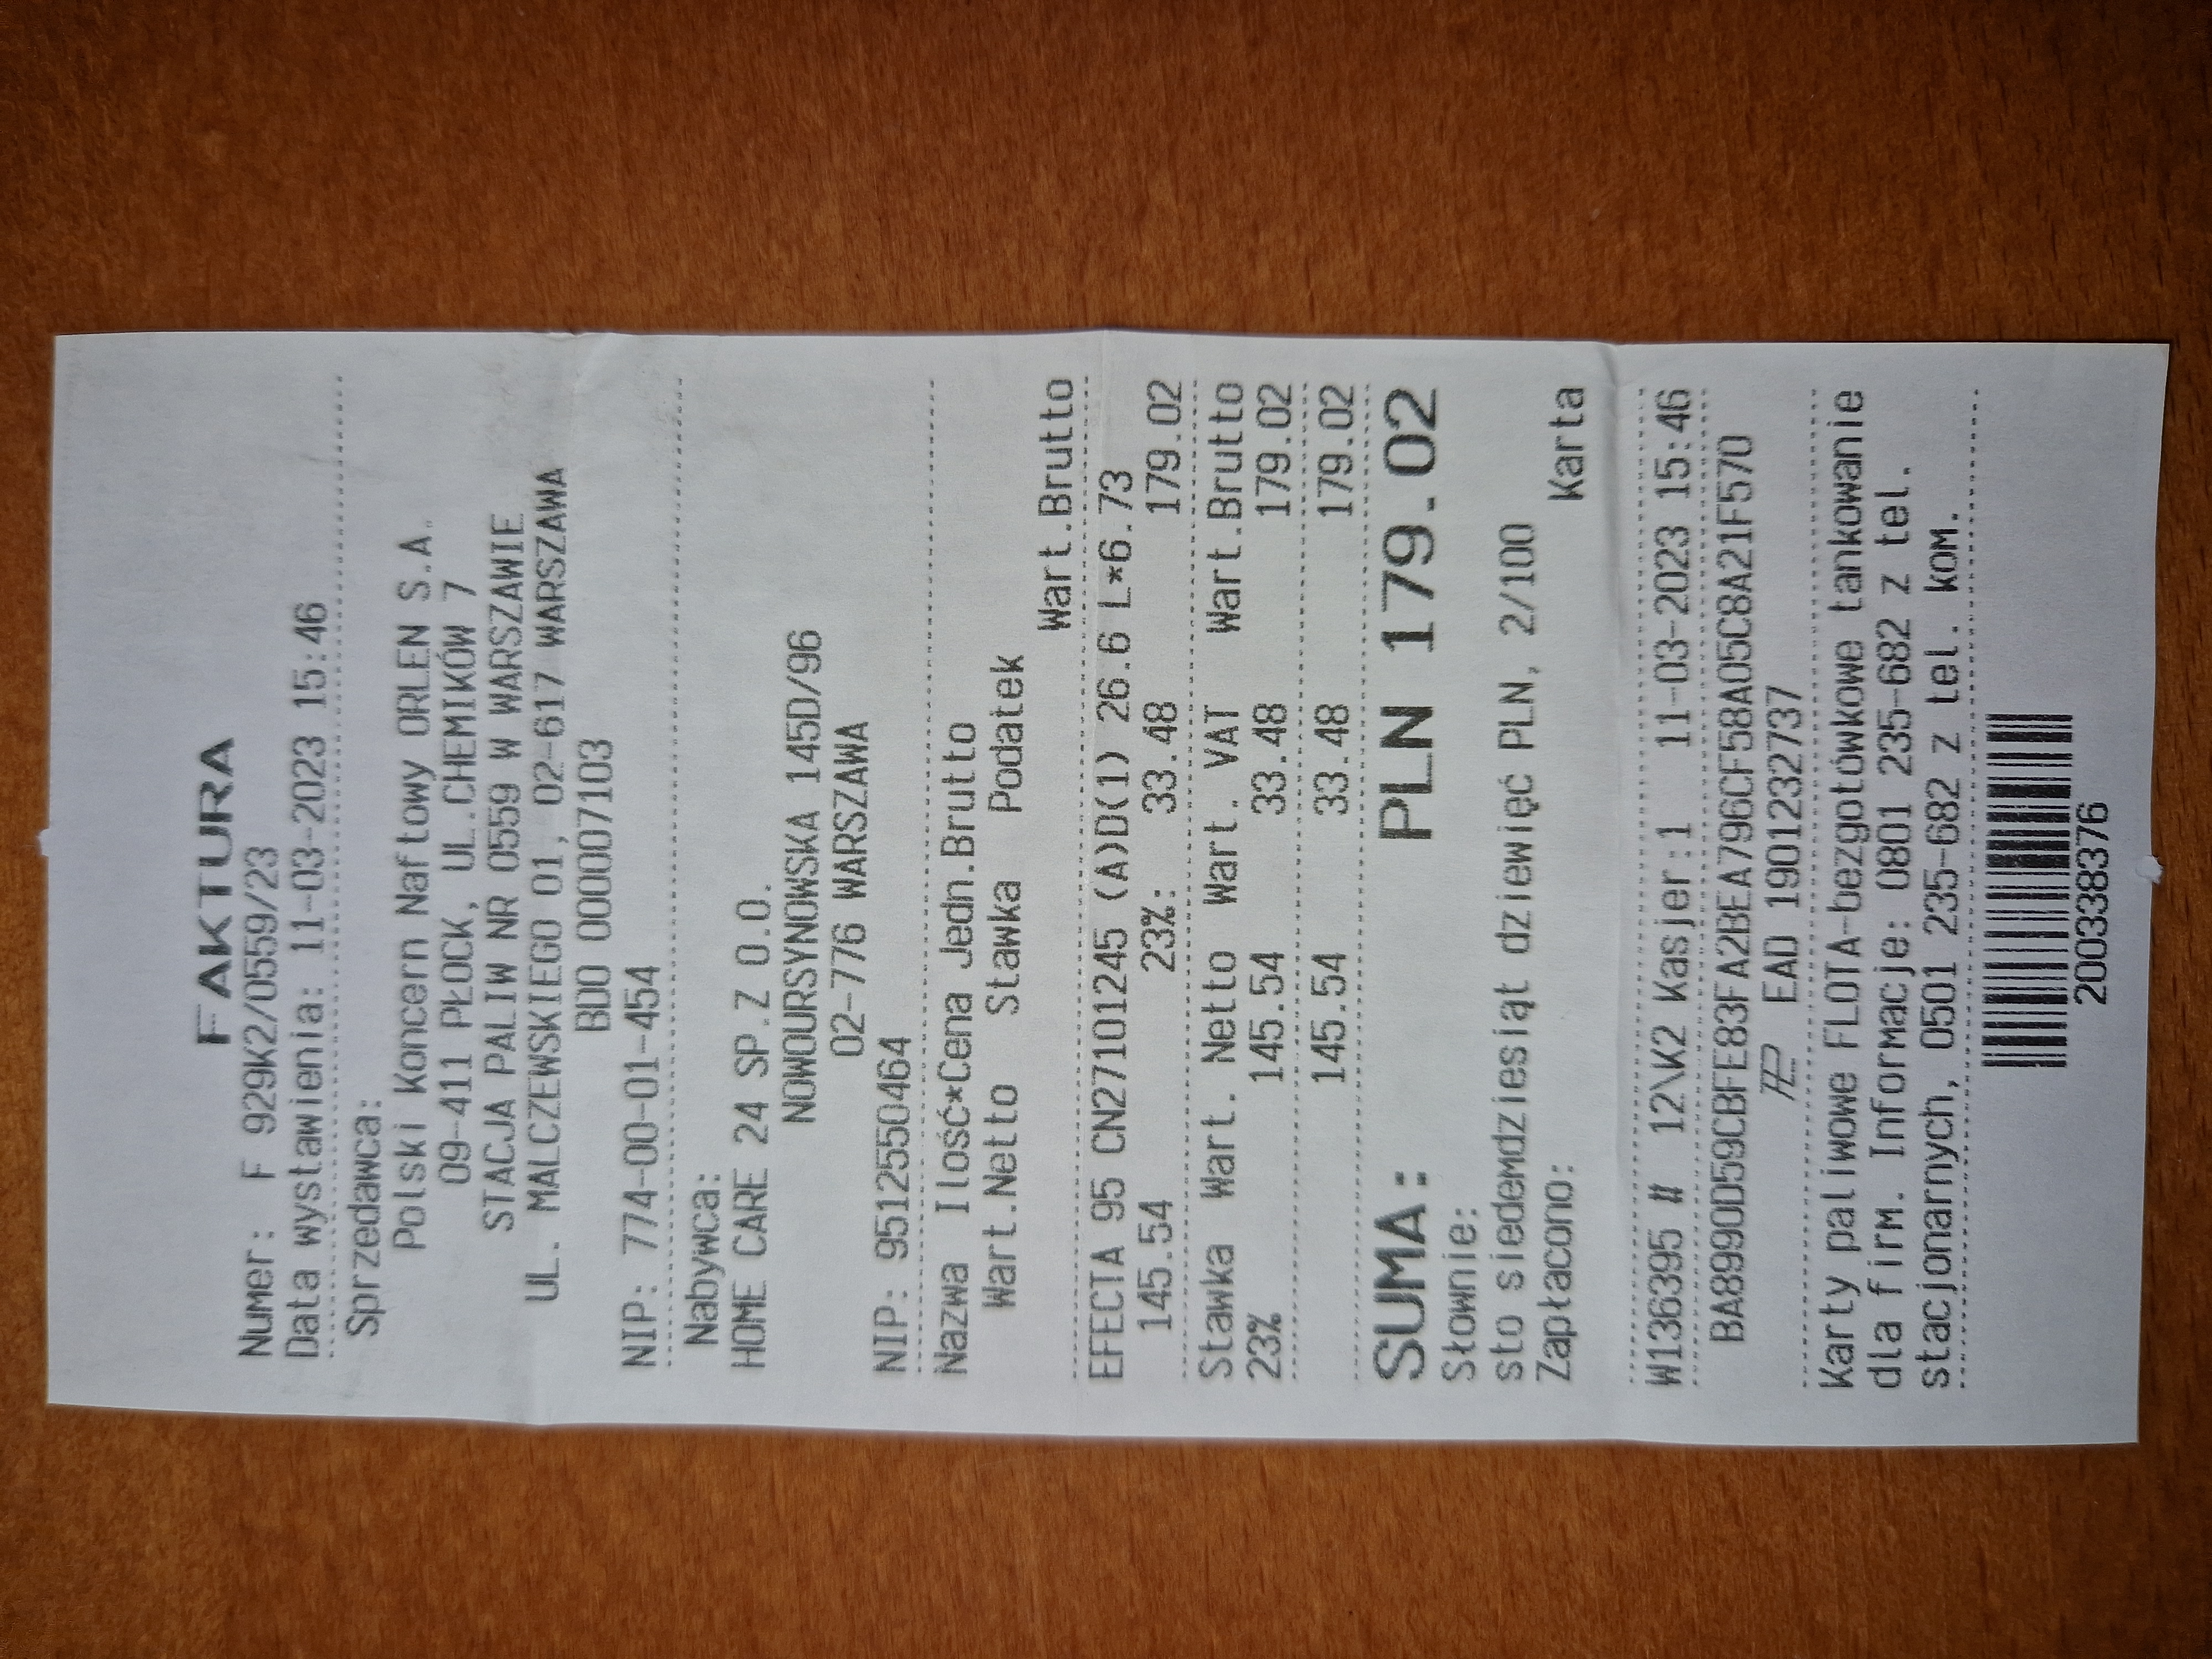 FAKTURA
Numer: F 929K2/0559/23
Data wystawienia: 11-03-2023 15:46
Sprzedawca:
Polski Koncern Naftowy ORLEN S.A.
09-411 PŁOCK, UL.CHEMIKÓW 7
STACJA PALIW NR 0559 W WARSZAWIE
UL. MALCZEWSKIEGO 01, 02-617 WARSZAWA
BDO 000007103
NIP: 774-00-01-454
Nabywca:
HOME CARE 24 SP.Z O.O.
NOWOURSYNOWSKA 145D/96
02-776 WARSZAWA
NIP: 9512550464
Nazwa Ilość*Cena Jedn.Brutto
Wart.Netto Stawka Podatek
Wart.Brutto
EFECTA 95 CN27101245 (A)D(1) 26.6 L*6.73
145.54 23%: 33.48 179.02
Stawka Wart. Netto Wart. VAT Wart.Brutto
23% 145.54 33.48 179.02
145.54 33.48 179.02
SUMA: PLN 179.02
Słownie:
sto siedemdziesiąt dziewięć PLN, 2/100
Zapłacono: Karta
W136395 # 12\K2 Kasjer:1 11-03-2023 15:46
BA8990D59CBFE83FA2BEA796CF58A05C8A21F570
EAD 1901232737
Karty paliwowe FLOTA-bezgotówkowe tankowanie
dla firm. Informacje: 0801 235-682 z tel.
stacjonarnych, 0501 235-682 z tel. kom.
200338376